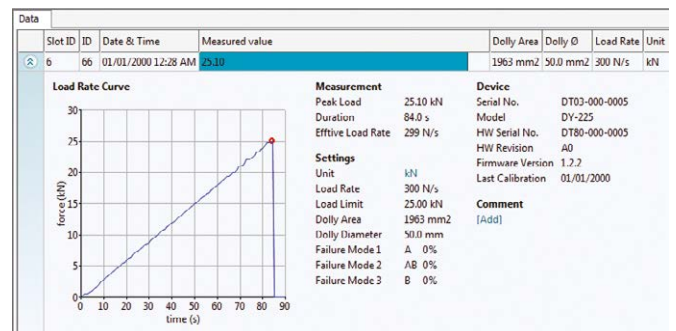 Data
Slot ID ID Date & Time Measured value Dolly Area Dolly Ø Load Rate Unit
6 66 01/01/2000 12:28 AM 25.10 1963 mm2 50.0 mm 300 N/s kN
Load Rate Curve
force (kN)
30
25
20
15
10
5
0
0 10 20 30 40 50 60 70 80 90
time (s)
Measurement
Peak Load 25.10 kN
Duration 84.0 s
Efftive Load Rate 299 N/s
Settings
Unit kN
Load Rate 300 N/s
Load Limit 25.00 kN
Dolly Area 1963 mm2
Dolly Diameter 50.0 mm
Failure Mode 1 A 0%
Failure Mode 2 AB 0%
Failure Mode 3 B 0%
Device
Serial No. DT03-000-0005
Model DY-225
HW Serial No. DT80-000-0005
HW Revision A0
Firmware Version 1.2.2
Last Calibration 01/01/2000
Comment
[Add]